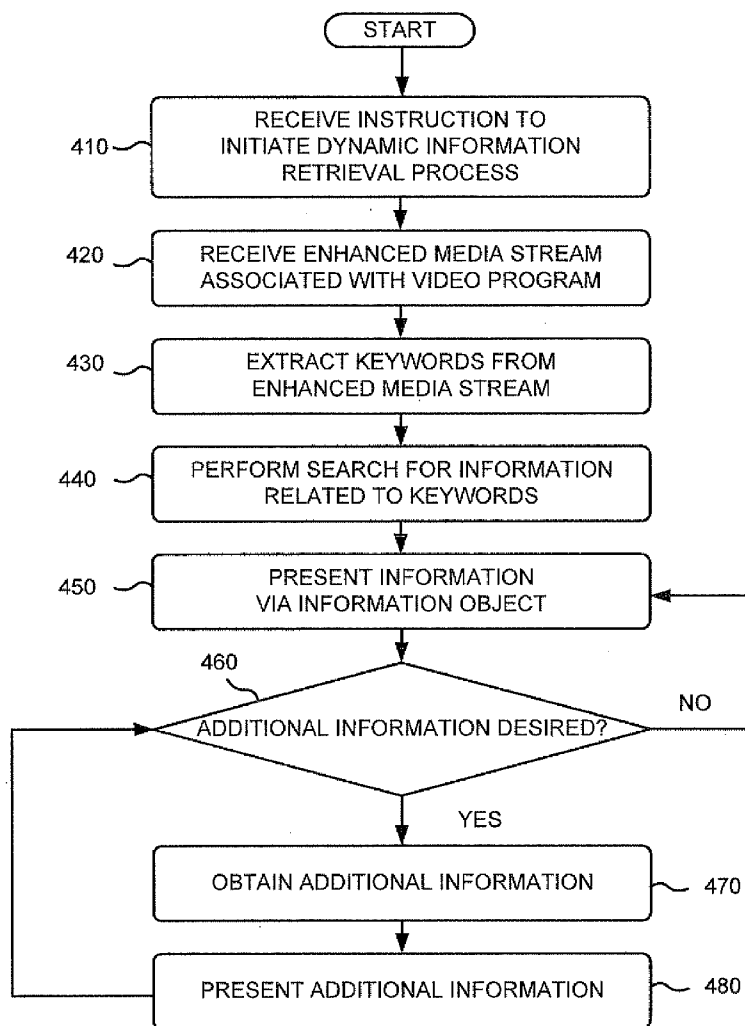 START
410
RECEIVE INSTRUCTION TO
INITIATE DYNAMIC INFORMATION
RETRIEVAL PROCESS
420
RECEIVE ENHANCED MEDIA STREAM
ASSOCIATED WITH VIDEO PROGRAM
430
EXTRACT KEYWORDS FROM
ENHANCED MEDIA STREAM
440
PERFORM SEARCH FOR INFORMATION
RELATED TO KEYWORDS
450
PRESENT INFORMATION
VIA INFORMATION OBJECT
460
ADDITIONAL INFORMATION DESIRED?
NO
YES
OBTAIN ADDITIONAL INFORMATION
470
PRESENT ADDITIONAL INFORMATION
480